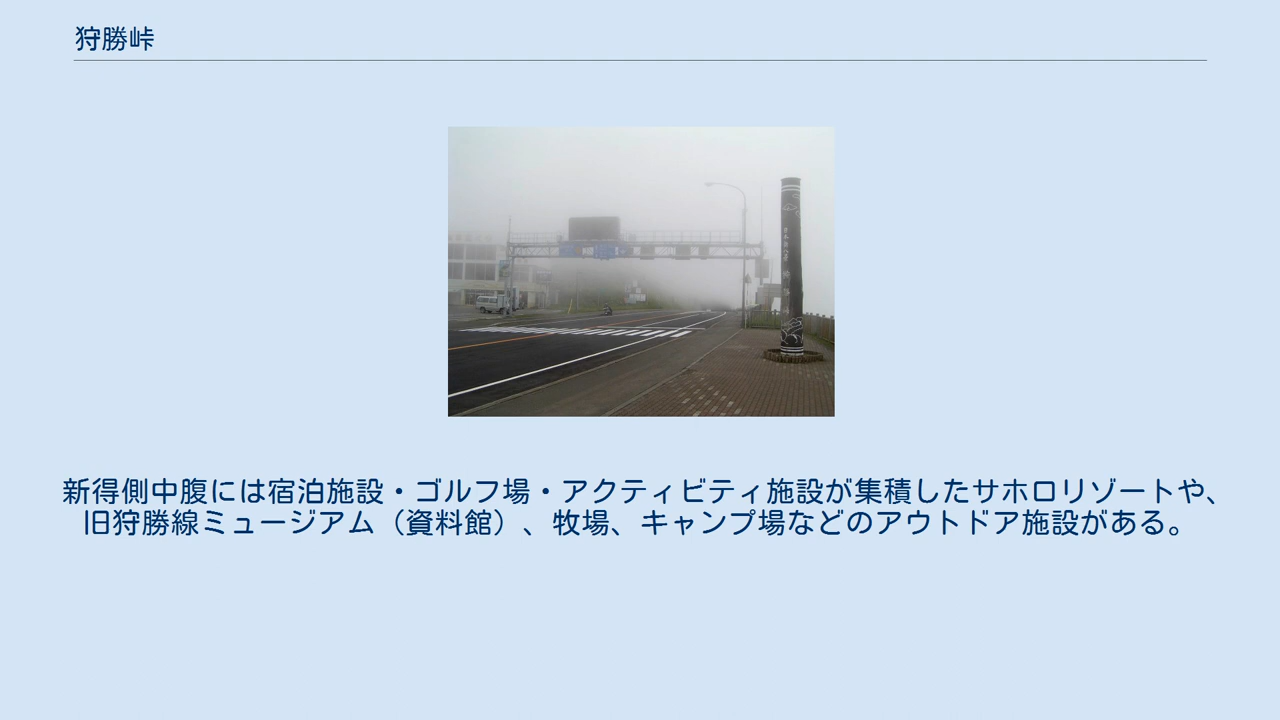 狩勝峠
新得側中腹には宿泊施設・ゴルフ場・アクティビティ施設が集積したサホロリゾートや、
旧狩勝線ミュージアム（資料館）、牧場、キャンプ場などのアウトドア施設がある。